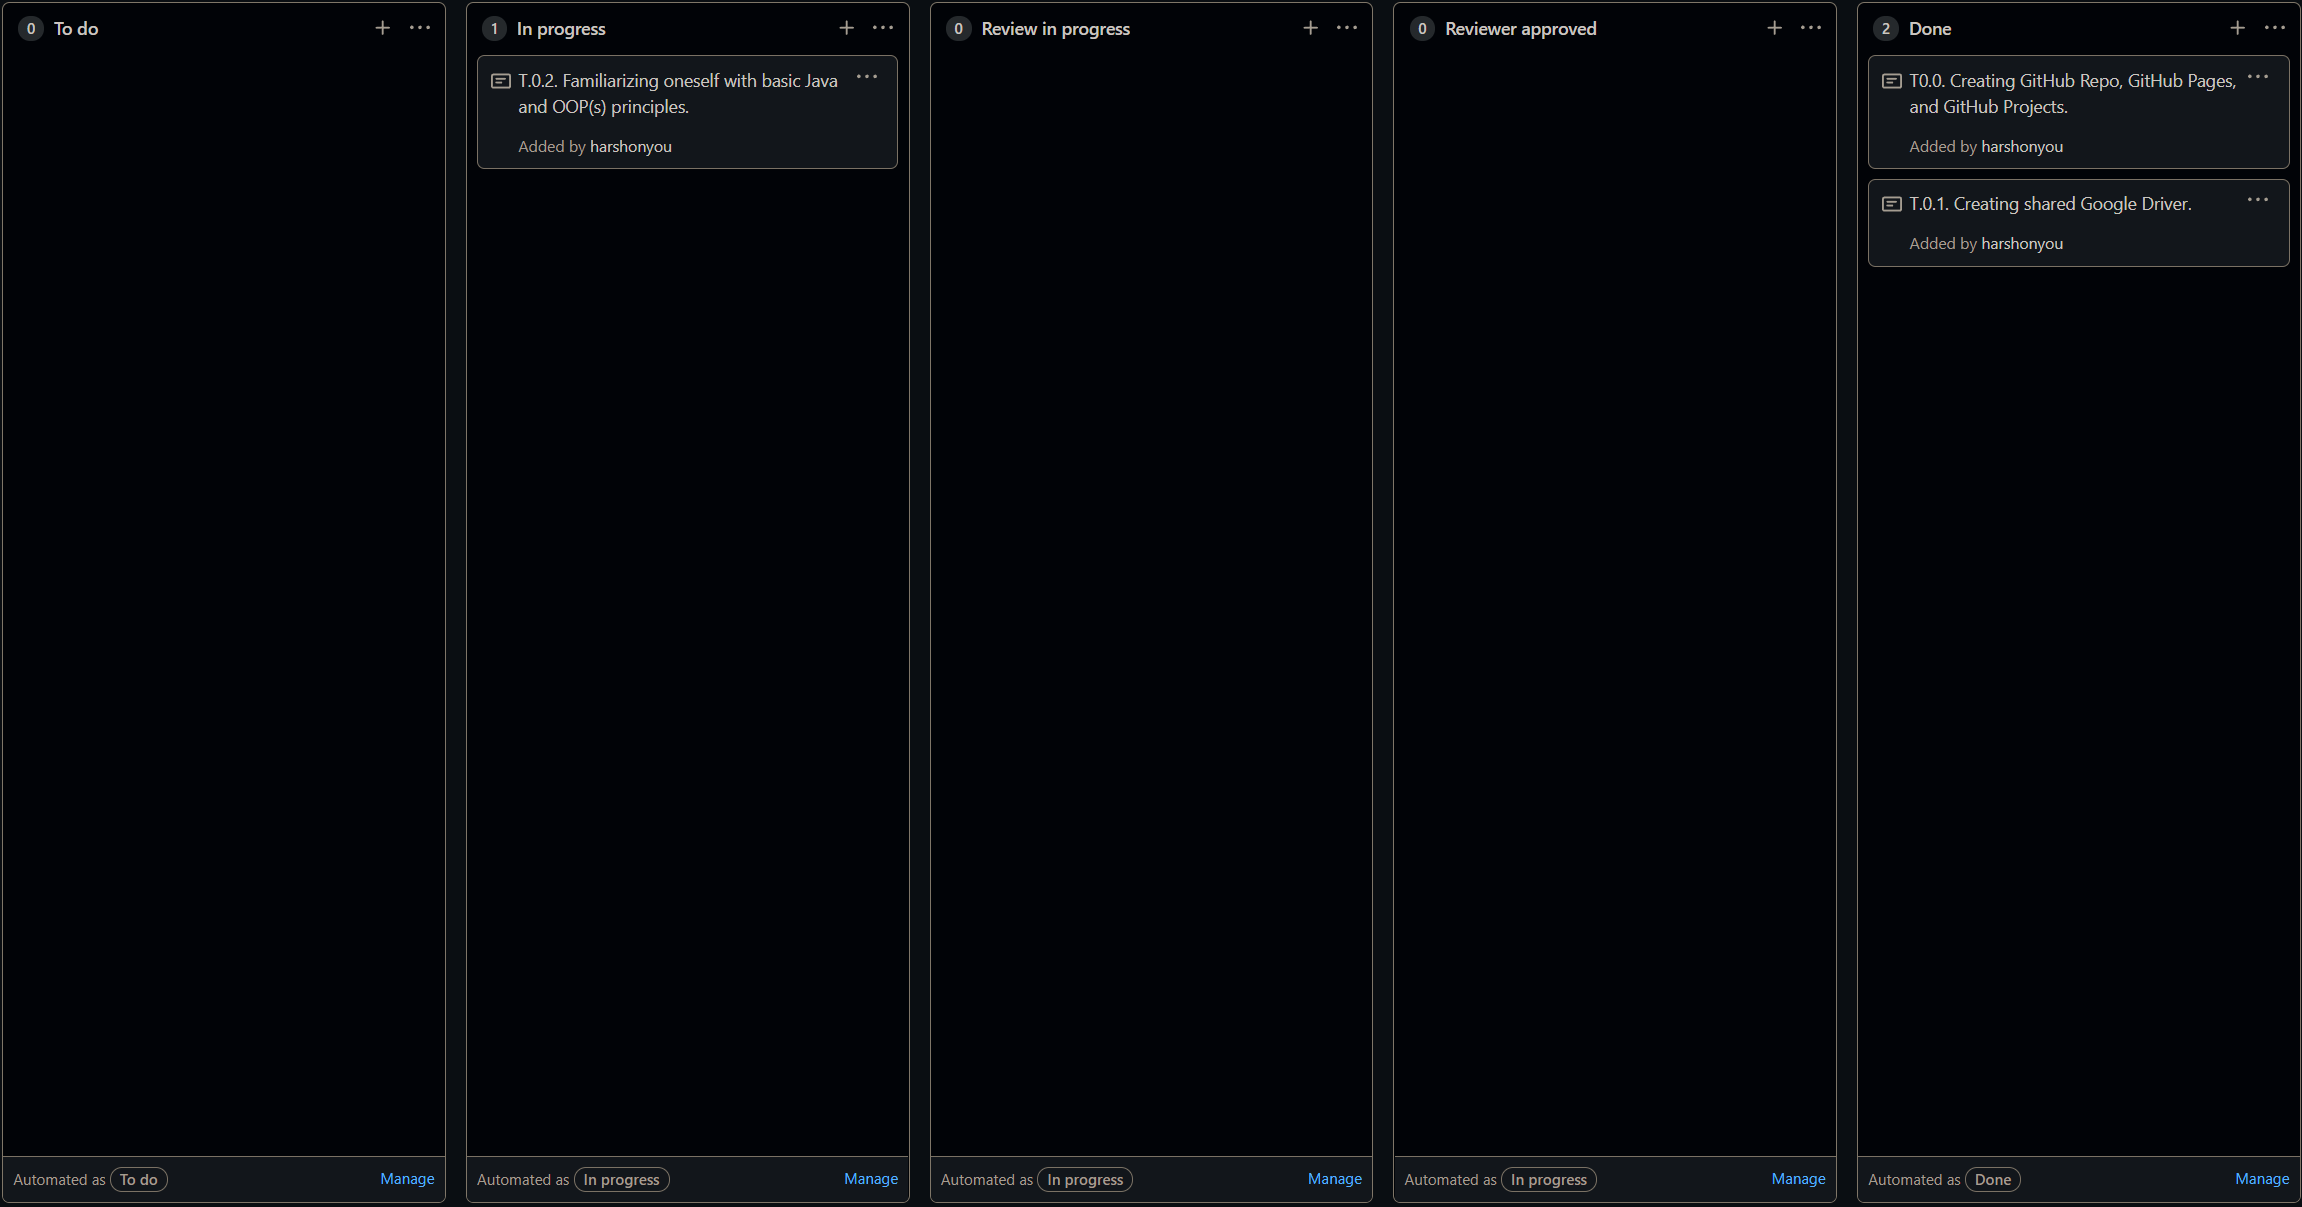 0 To do
1 In progress
T.0.2. Familiarizing oneself with basic Java
and OOP(s) principles.
Added by harshonyou
0 Review in progress
0 Reviewer approved
2 Done
T0.0. Creating GitHub Repo, GitHub Pages,
and GitHub Projects.
Added by harshonyou
T.0.1. Creating shared Google Driver.
Added by harshonyou
Automated as To do Manage
Automated as In progress Manage
Automated as In progress Manage
Automated as In progress Manage
Automated as Done Manage